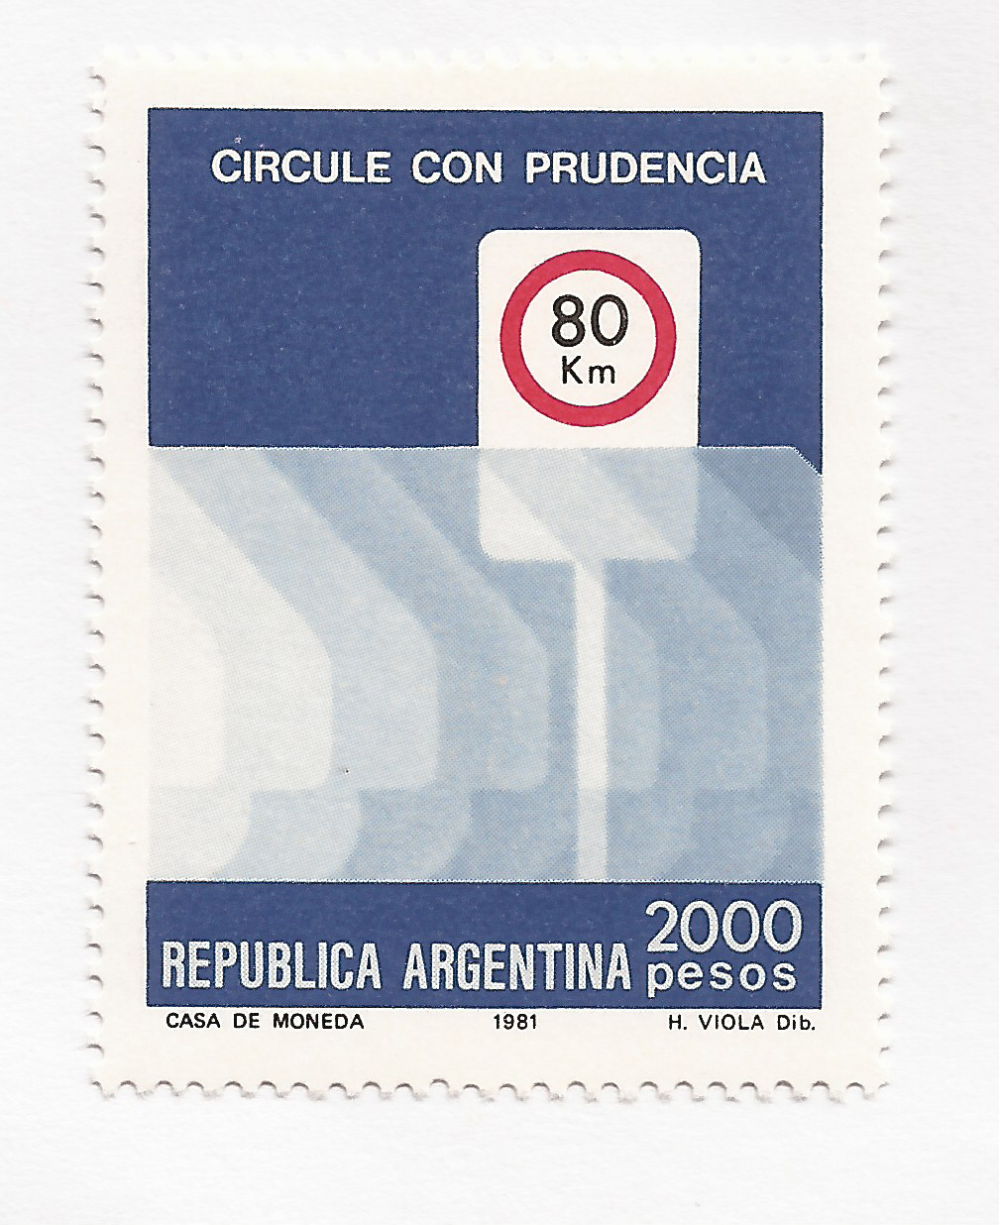 CIRCULE CON PRUDENCIA
80
Km
REPUBLICA ARGENTINA 2000
pesos
CASA DE MONEDA 1981 H. VIOLA Dib.